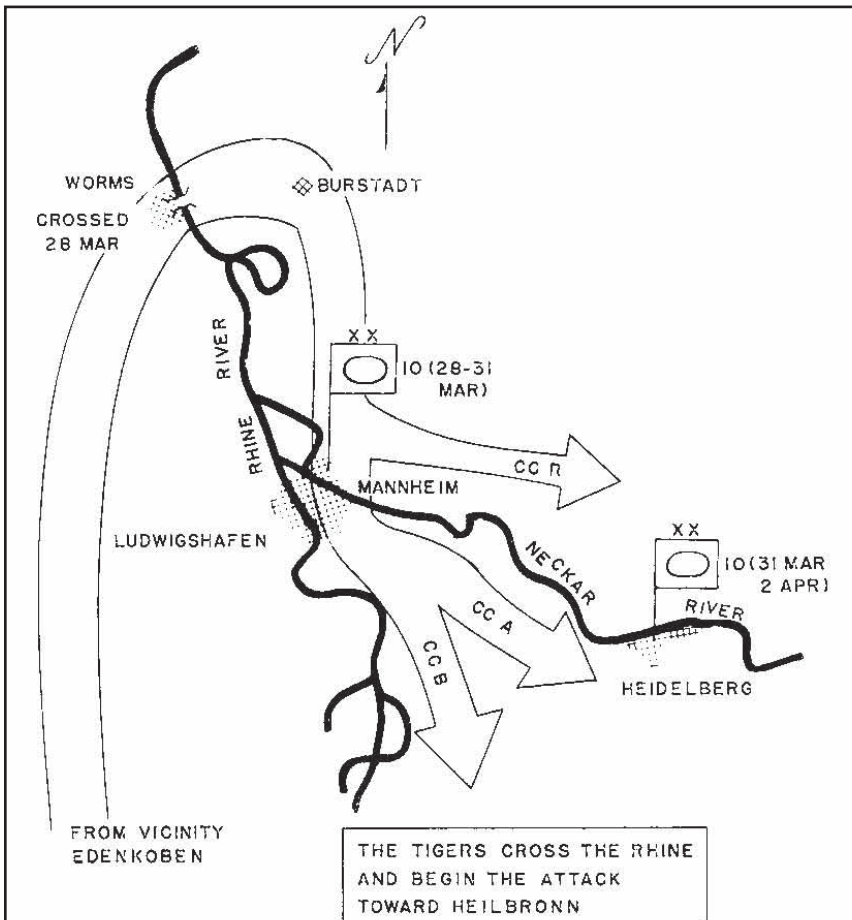 N
WORMS
CROSSED
28 MAR
BURSTADT
RIVER
RHINE
XX
10 (28-31
MAR)
CC R
MANNHEIM
LUDWIGSHAFEN
NECKAR
RIVER
XX
10 (31 MAR
2 APR)
CC A
CC B
HEIDELBERG
FROM VICINITY
EDENKOBEN
THE TIGERS CROSS THE RHINE
AND BEGIN THE ATTACK
TOWARD HEILBRONN